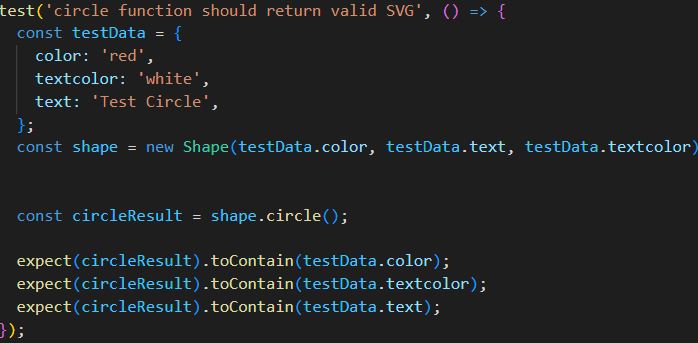 test('circle function should return valid SVG', () => {
  const testData = {
    color: 'red',
    textcolor: 'white',
    text: 'Test Circle',
  };
  const shape = new Shape(testData.color, testData.text, testData.textcolor)
  const circleResult = shape.circle();
  expect(circleResult).toContain(testData.color);
  expect(circleResult).toContain(testData.textcolor);
  expect(circleResult).toContain(testData.text);
});